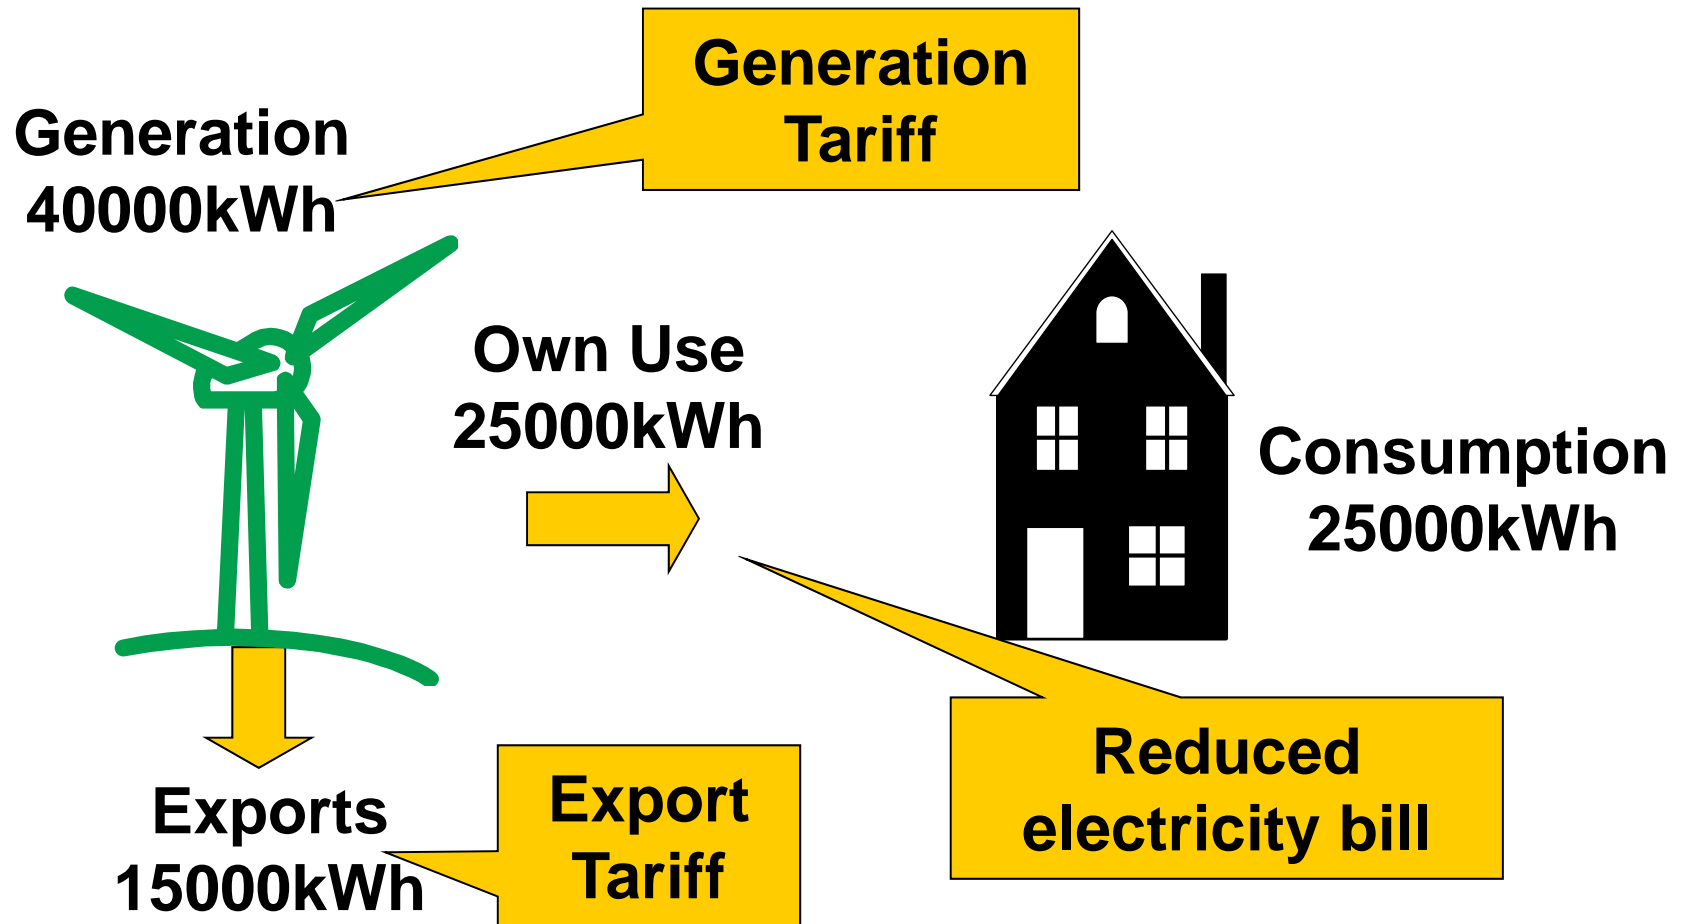 Generation
Tariff
Generation
40000kWh
Own Use
25000kWh
Consumption
25000kWh
Reduced
electricity bill
Exports
15000kWh
Export
Tariff